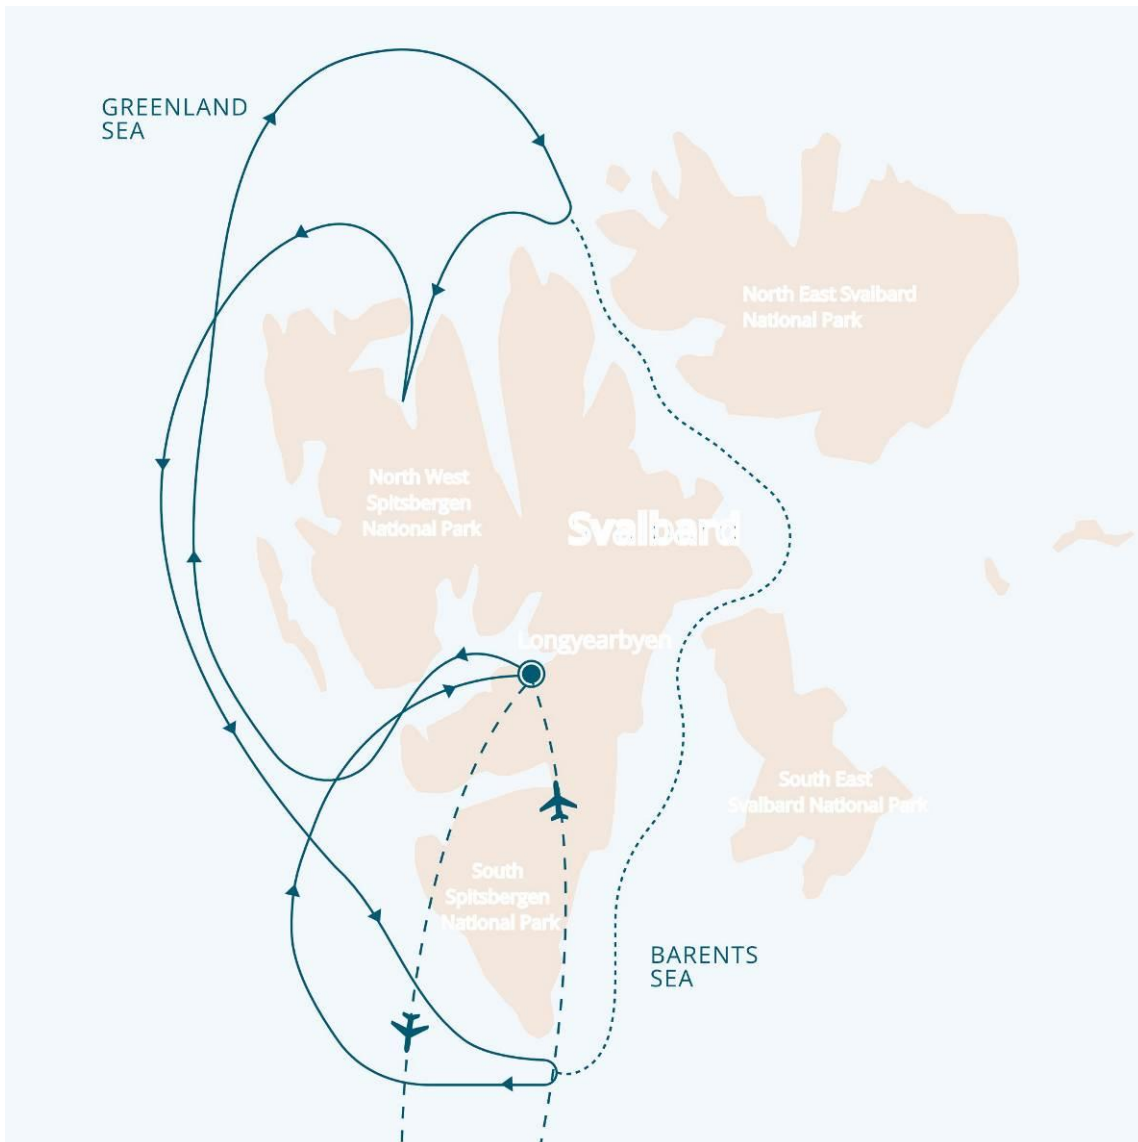 GREENLAND
SEA
North East Svalbard
National Park
North West
Spitsbergen
National Park
Svalbard
Longyearbyen
South East
Svalbard National Park
South
Spitsbergen
National Park
BARENTS
SEA